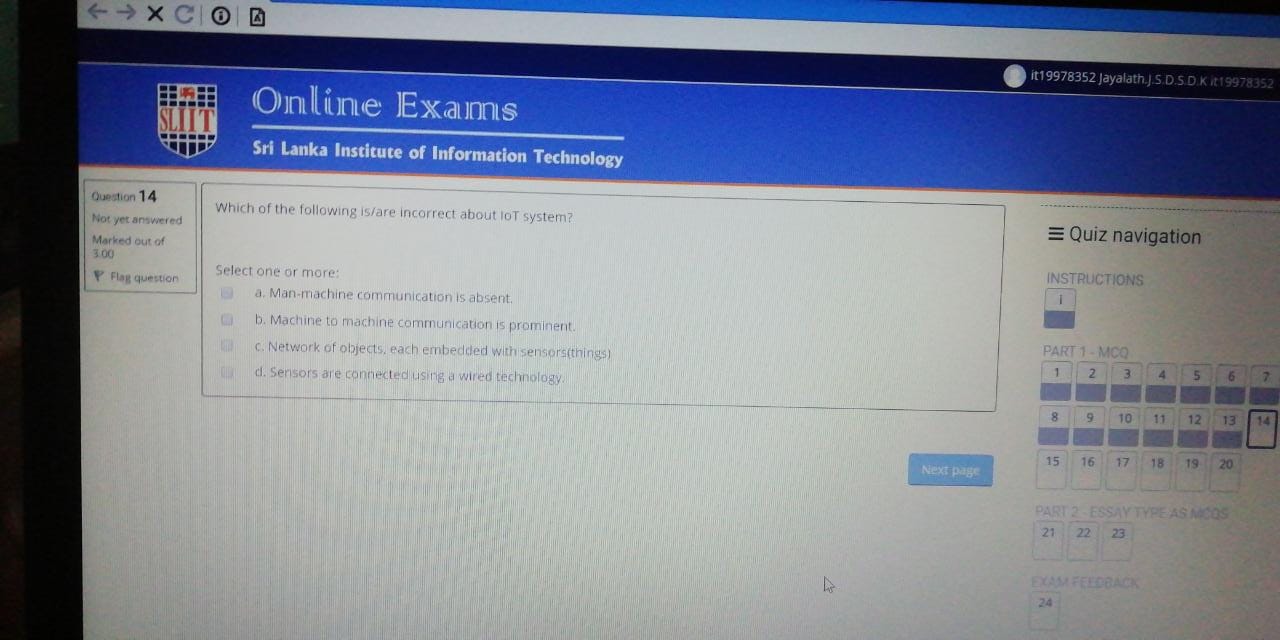 it19978352 Jayalath.J.S.D.S.D.K it19978352
SLIIT
Online Exams
Sri Lanka Institute of Information Technology
Question 14
Not yet answered
Marked out of
3.00
Flag question
Which of the following is/are incorrect about IoT system?
Select one or more:
a. Man-machine communication is absent.
b. Machine to machine communication is prominent.
c. Network of objects, each embedded with sensors(things)
d. Sensors are connected using a wired technology.
Next page
Quiz navigation
INSTRUCTIONS
i
PART 1 - MCQ
1 2 3 4 5 6 7
8 9 10 11 12 13 14
15 16 17 18 19 20
PART 2 - ESSAY TYPE AS MCQS
21 22 23
EXAM FEEDBACK
24